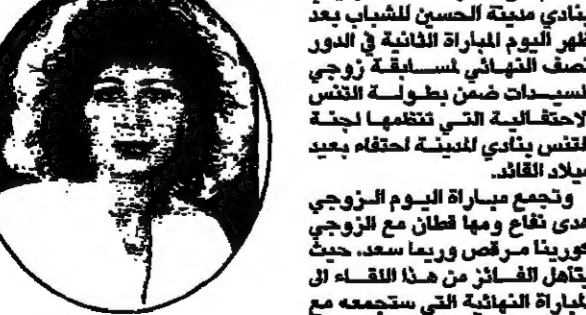 بنادي مدينة الحسين للشباب بعد
ظهر اليوم المباراة الثانية في الدور
نصف النهائي لمسابقة زوجي
السيدات ضمن بطولة التنس
الاحتفالية التي تنظمها لجنة
التنس بنادي المدينة احتفاء بعيد
ميلاد القائد.
وتجمع مباراة اليوم الزوجي
هدى نفاع ومها قطان مع الزوجي
كورينا مرقص وريما سعد، حيث
يتأهل الفائز من هذا اللقاء الى
المباراة النهائية التي ستجمعه مع